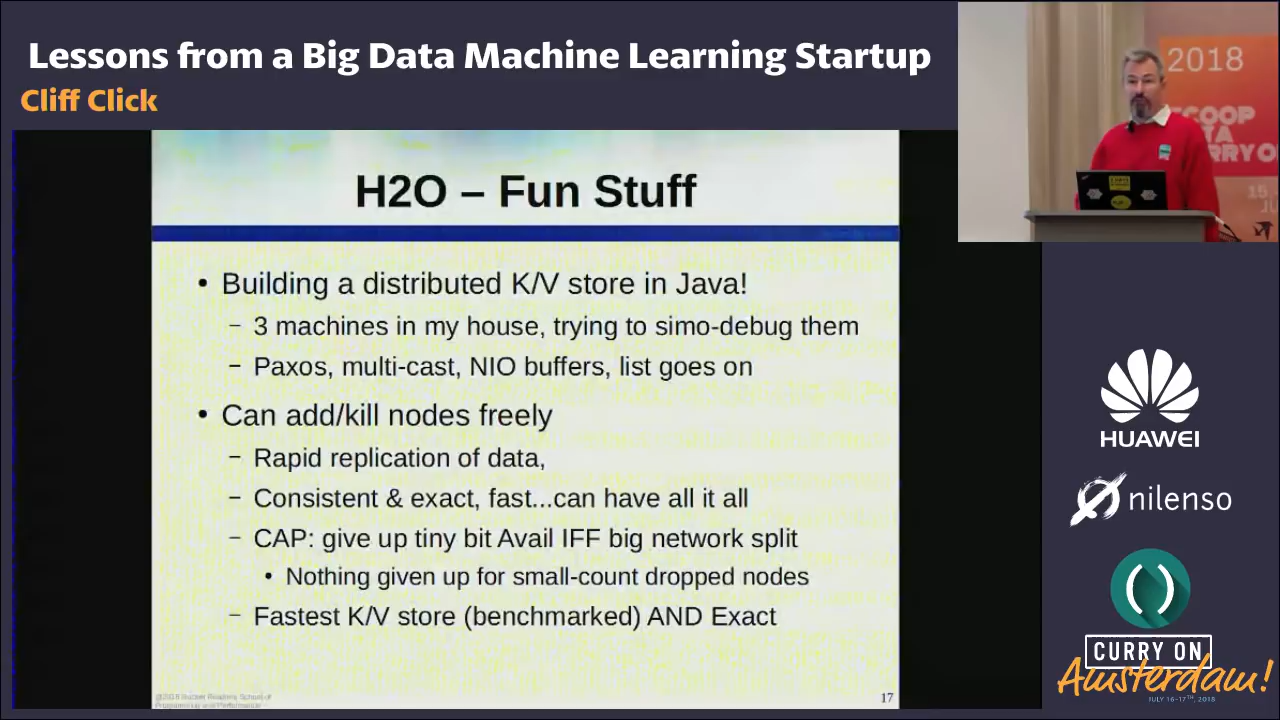 Lessons from a Big Data Machine Learning Startup
Cliff Click
2018
H2O – Fun Stuff
• Building a distributed K/V store in Java!
– 3 machines in my house, trying to simo-debug them
– Paxos, multi-cast, NIO buffers, list goes on
• Can add/kill nodes freely
– Rapid replication of data,
– Consistent & exact, fast...can have all it all
– CAP: give up tiny bit Avail IFF big network split
• Nothing given up for small-count dropped nodes
– Fastest K/V store (benchmarked) AND Exact
17
HUAWEI
nilenso
CURRY ON
Amsterdam!
JULY 16-17TH, 2018